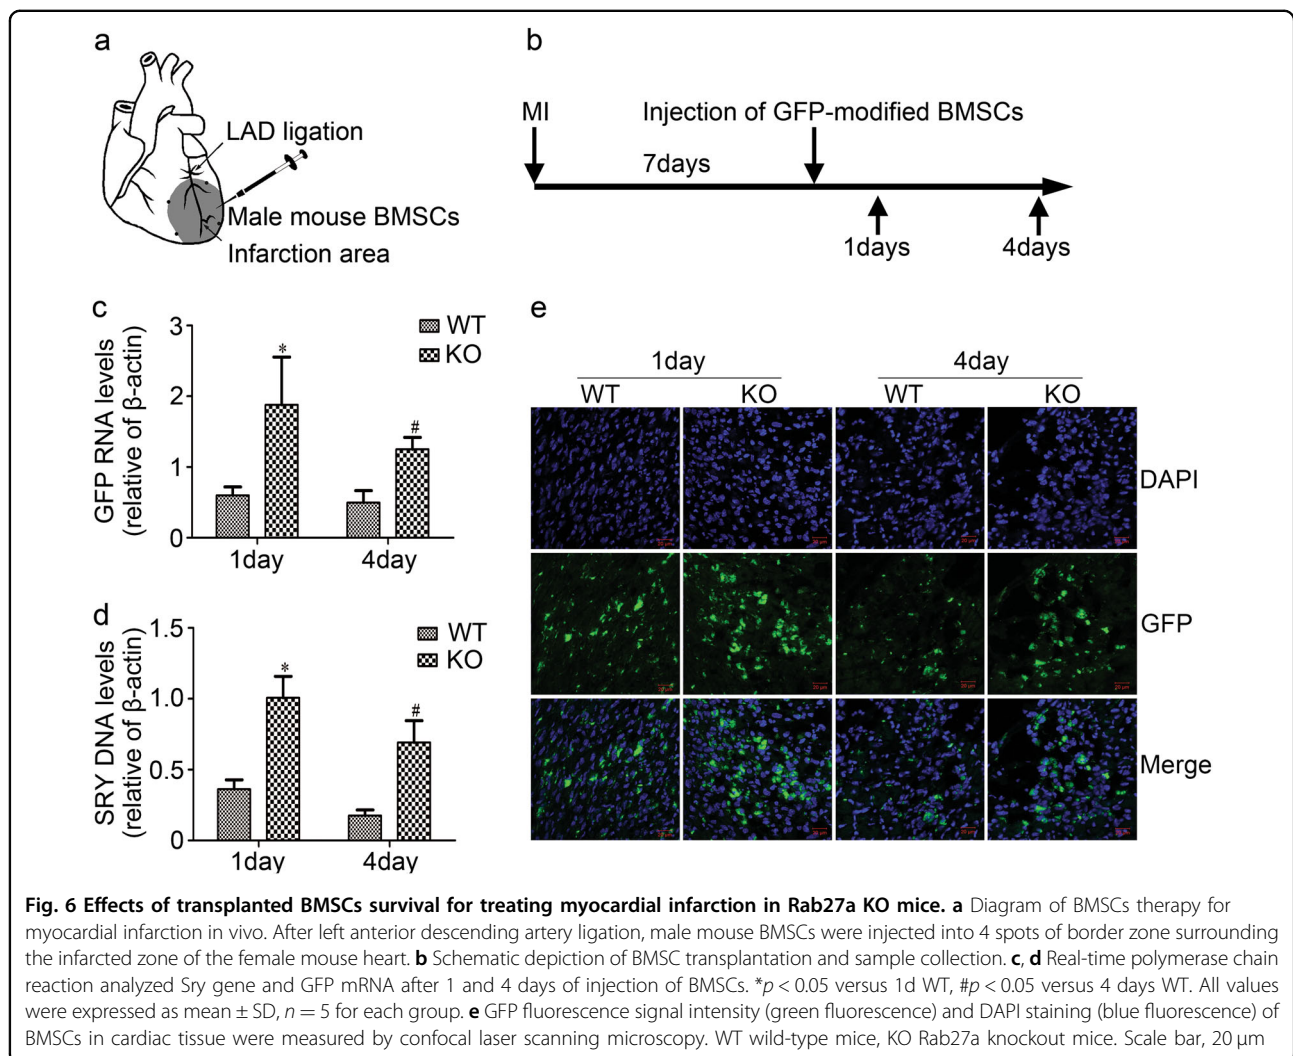 a
LAD ligation
Male mouse BMSCs
Infarction area
b
MI
Injection of GFP-modified BMSCs
7days
1days
4days
c
GFP RNA levels
(relative of β-actin)
3
2
1
0
WT
KO
*
#
1day
4day
d
SRY DNA levels
(relative of β-actin)
1.5
1.0
0.5
0
WT
KO
*
#
1day
4day
e
1day
4day
WT
KO
WT
KO
DAPI
GFP
Merge
20 μm
Fig. 6 Effects of transplanted BMSCs survival for treating myocardial infarction in Rab27a KO mice. a Diagram of BMSCs therapy for
myocardial infarction in vivo. After left anterior descending artery ligation, male mouse BMSCs were injected into 4 spots of border zone surrounding
the infarcted zone of the female mouse heart. b Schematic depiction of BMSC transplantation and sample collection. c, d Real-time polymerase chain
reaction analyzed Sry gene and GFP mRNA after 1 and 4 days of injection of BMSCs. *p < 0.05 versus 1d WT, #p < 0.05 versus 4 days WT. All values
were expressed as mean ± SD, n = 5 for each group. e GFP fluorescence signal intensity (green fluorescence) and DAPI staining (blue fluorescence) of
BMSCs in cardiac tissue were measured by confocal laser scanning microscopy. WT wild-type mice, KO Rab27a knockout mice. Scale bar, 20 μm